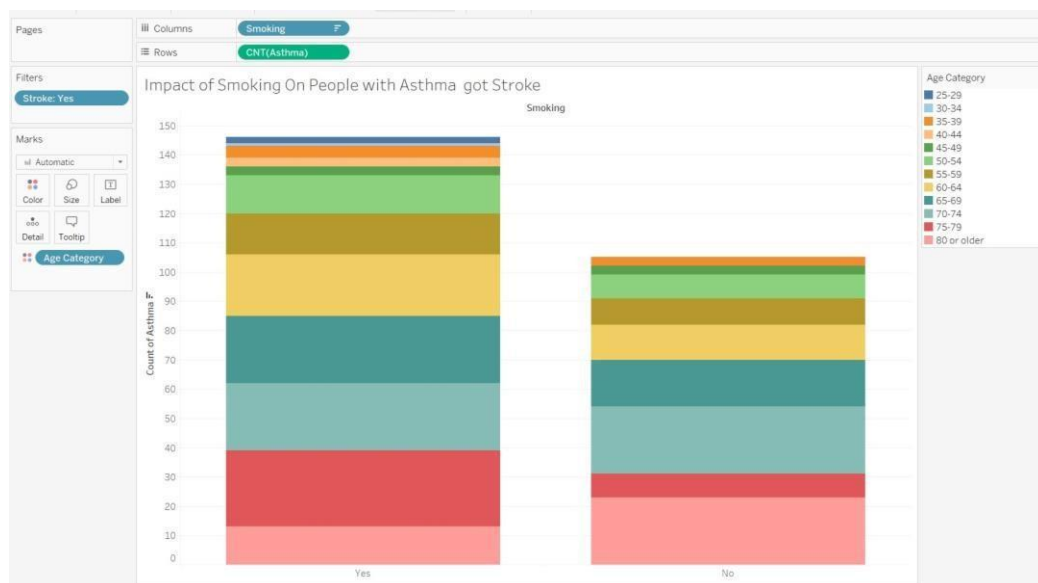 Pages
Columns
Smoking
Rows
CNT(Asthma)
Filters
Stroke: Yes
Marks
Automatic
Color
Size
Label
Detail
Tooltip
Age Category
Impact of Smoking On People with Asthma got Stroke
Smoking
Count of Asthma
150
140
130
120
110
100
90
80
70
60
50
40
30
20
10
0
Yes
No
Age Category
25-29
30-34
35-39
40-44
45-49
50-54
55-59
60-64
65-69
70-74
75-79
80 or older